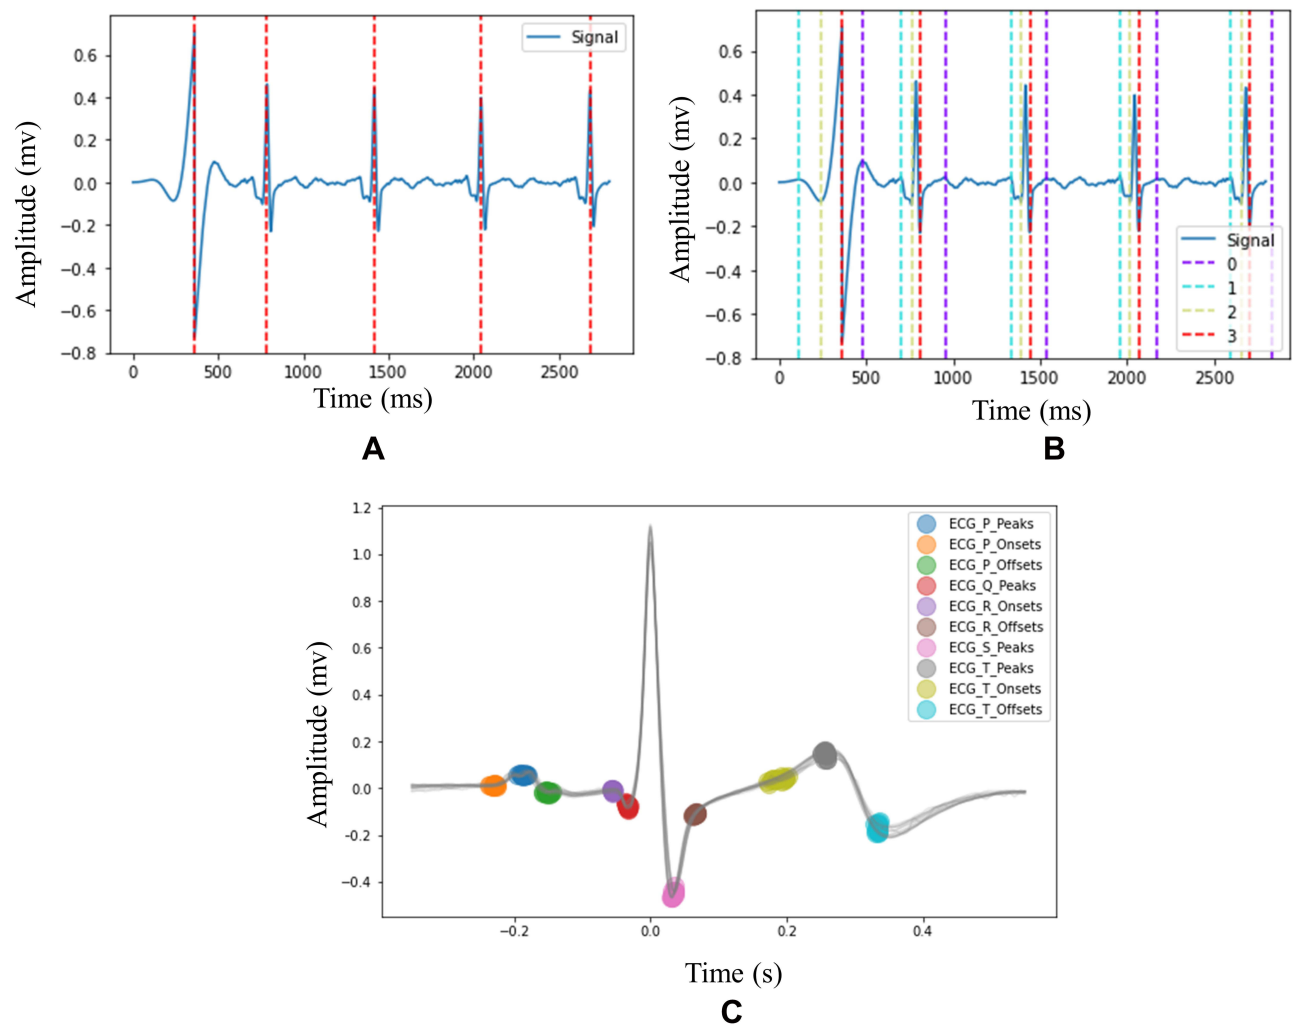 Signal
0.6
0.4
0.2
0.0
−0.2
−0.4
−0.6
−0.8
Amplitude (mv)
0 500 1000 1500 2000 2500
Time (ms)
A
0.6
0.4
0.2
0.0
−0.2
−0.4
−0.6
−0.8
Amplitude (mv)
Signal
0
1
2
3
0 500 1000 1500 2000 2500
Time (ms)
B
1.2
1.0
0.8
0.6
0.4
0.2
0.0
−0.2
−0.4
Amplitude (mv)
ECG_P_Peaks
ECG_P_Onsets
ECG_P_Offsets
ECG_Q_Peaks
ECG_R_Onsets
ECG_R_Offsets
ECG_S_Peaks
ECG_T_Peaks
ECG_T_Onsets
ECG_T_Offsets
−0.2 0.0 0.2 0.4
Time (s)
C